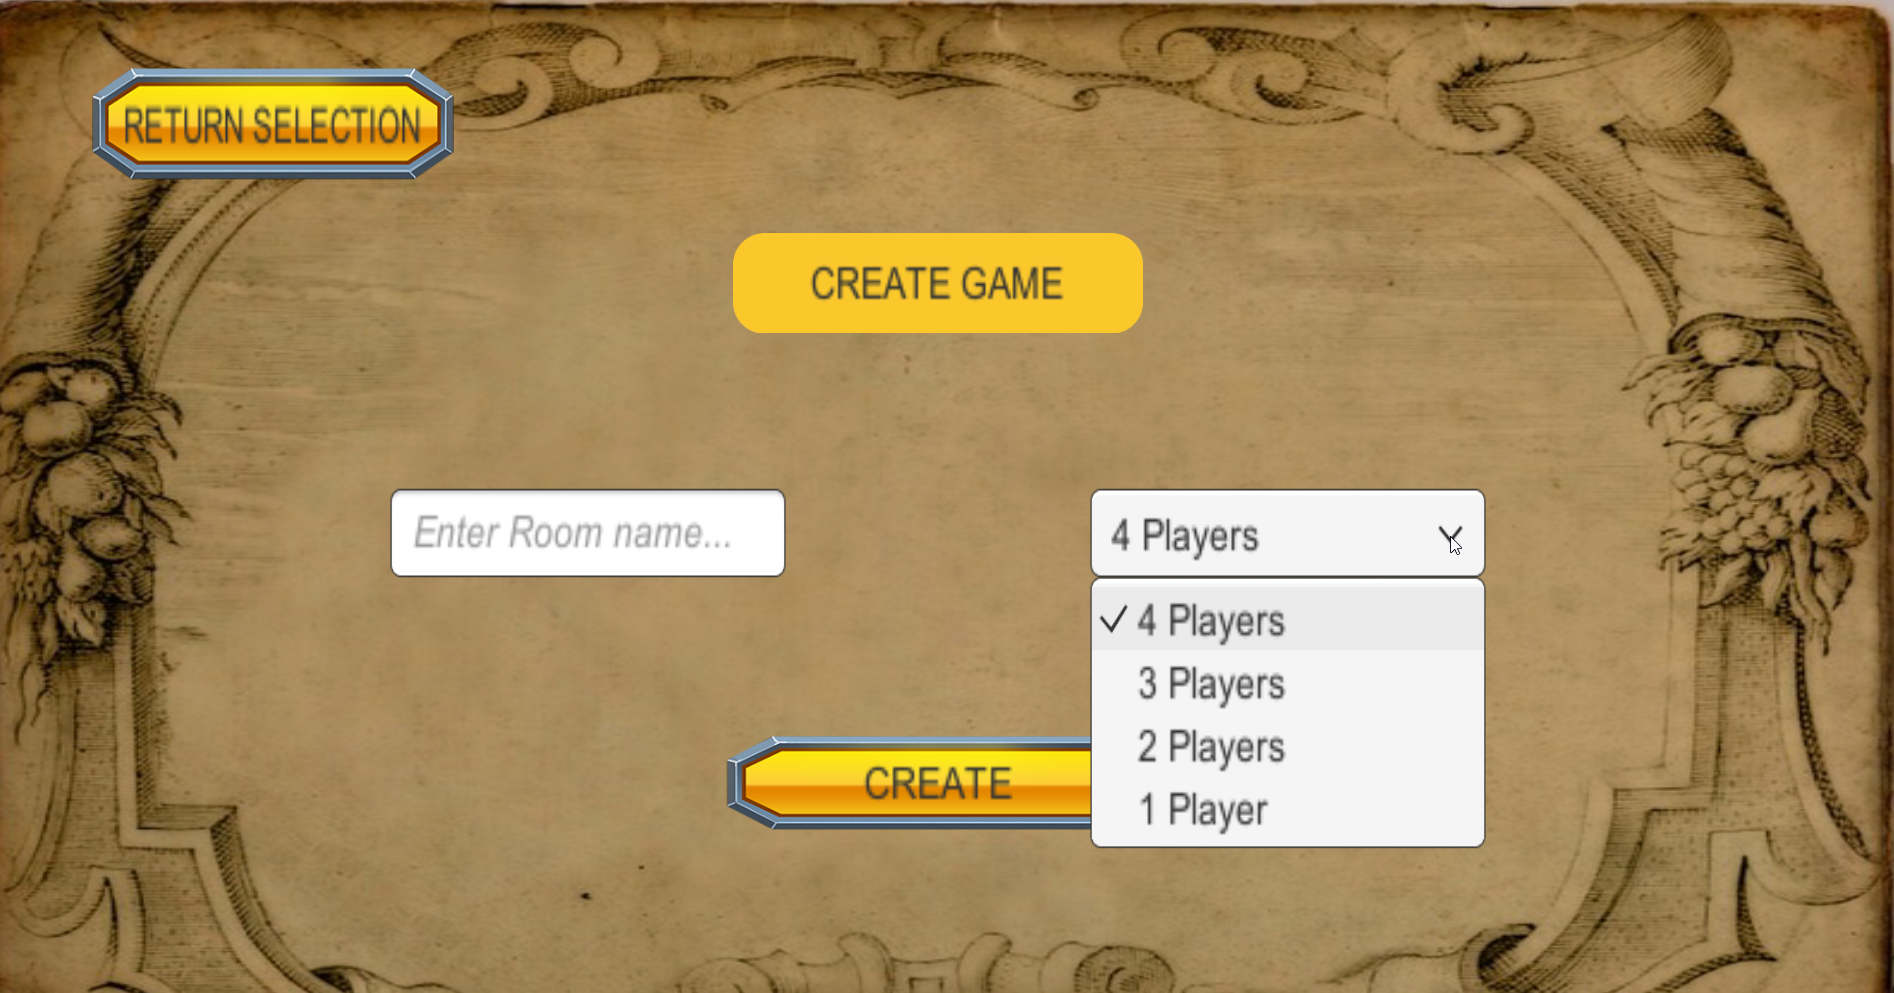 RETURN SELECTION
CREATE GAME
Enter Room name...
4 Players
4 Players
3 Players
2 Players
1 Player
CREATE